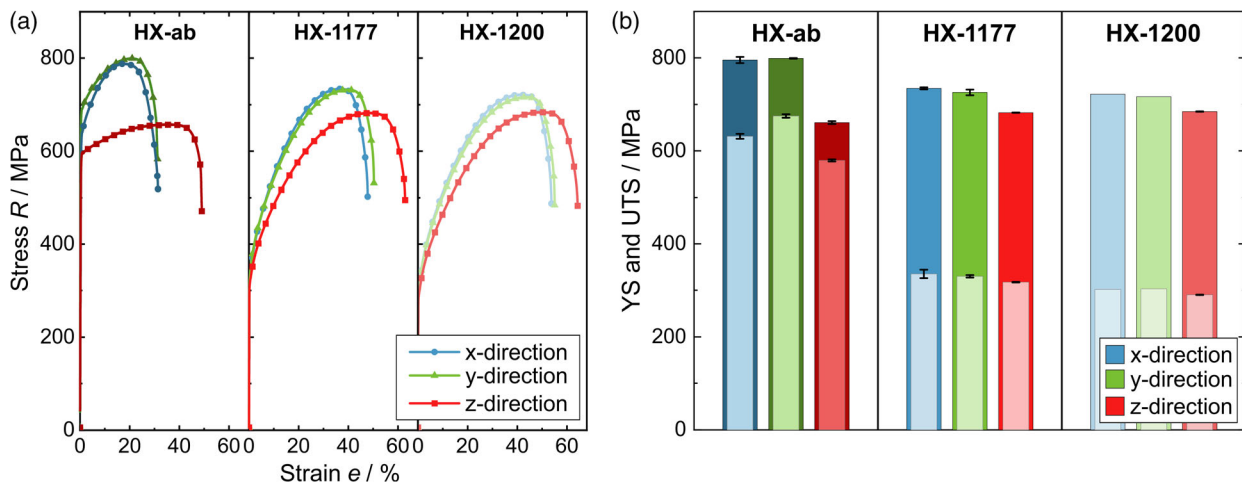 (a)
HX-ab
HX-1177
HX-1200
800
600
400
200
0
Stress R / MPa
0 20 40 60
0 20 40 60
0 20 40 60
Strain e / %
x-direction
y-direction
z-direction
(b)
HX-ab
HX-1177
HX-1200
800
600
400
200
0
YS and UTS / MPa
x-direction
y-direction
z-direction